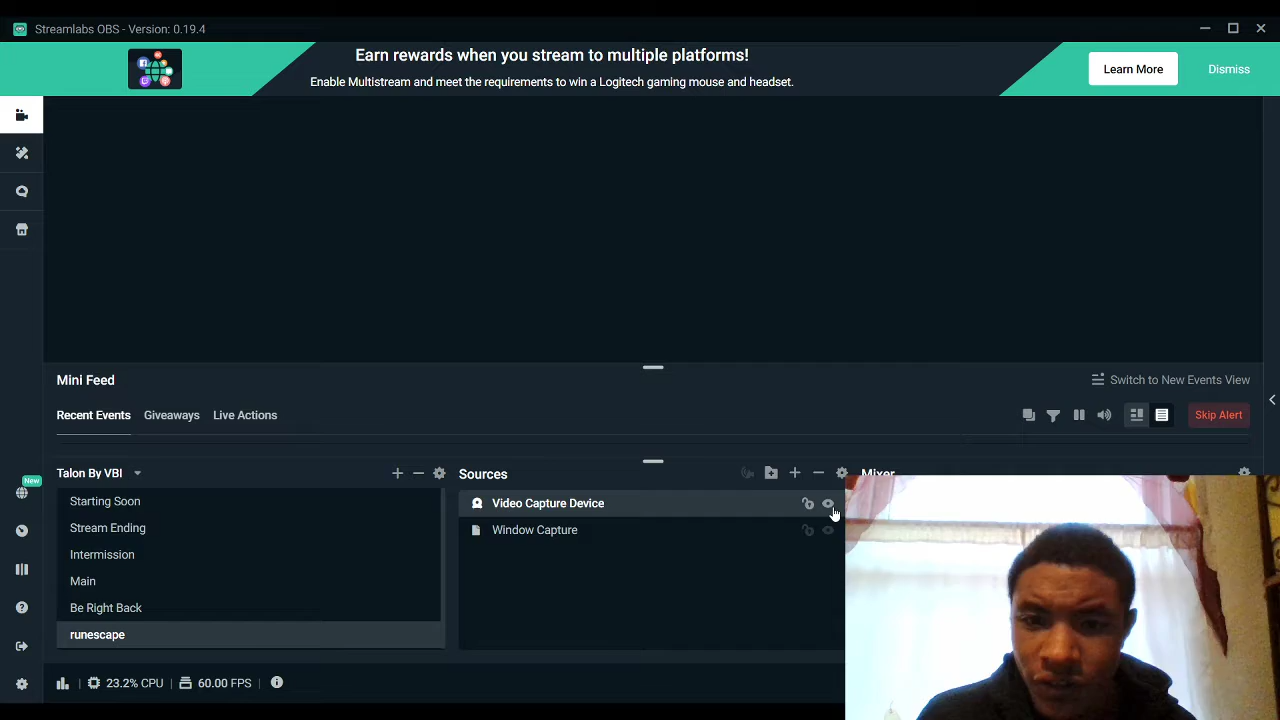 Streamlabs OBS - Version: 0.19.4
Earn rewards when you stream to multiple platforms!
Enable Multistream and meet the requirements to win a Logitech gaming mouse and headset.
Learn More
Dismiss
Mini Feed
Switch to New Events View
Recent Events
Giveaways
Live Actions
Skip Alert
Talon By VBI
Sources
Mixer
Starting Soon
Stream Ending
Intermission
Main
Be Right Back
runescape
Video Capture Device
Window Capture
New
23.2% CPU
60.00 FPS